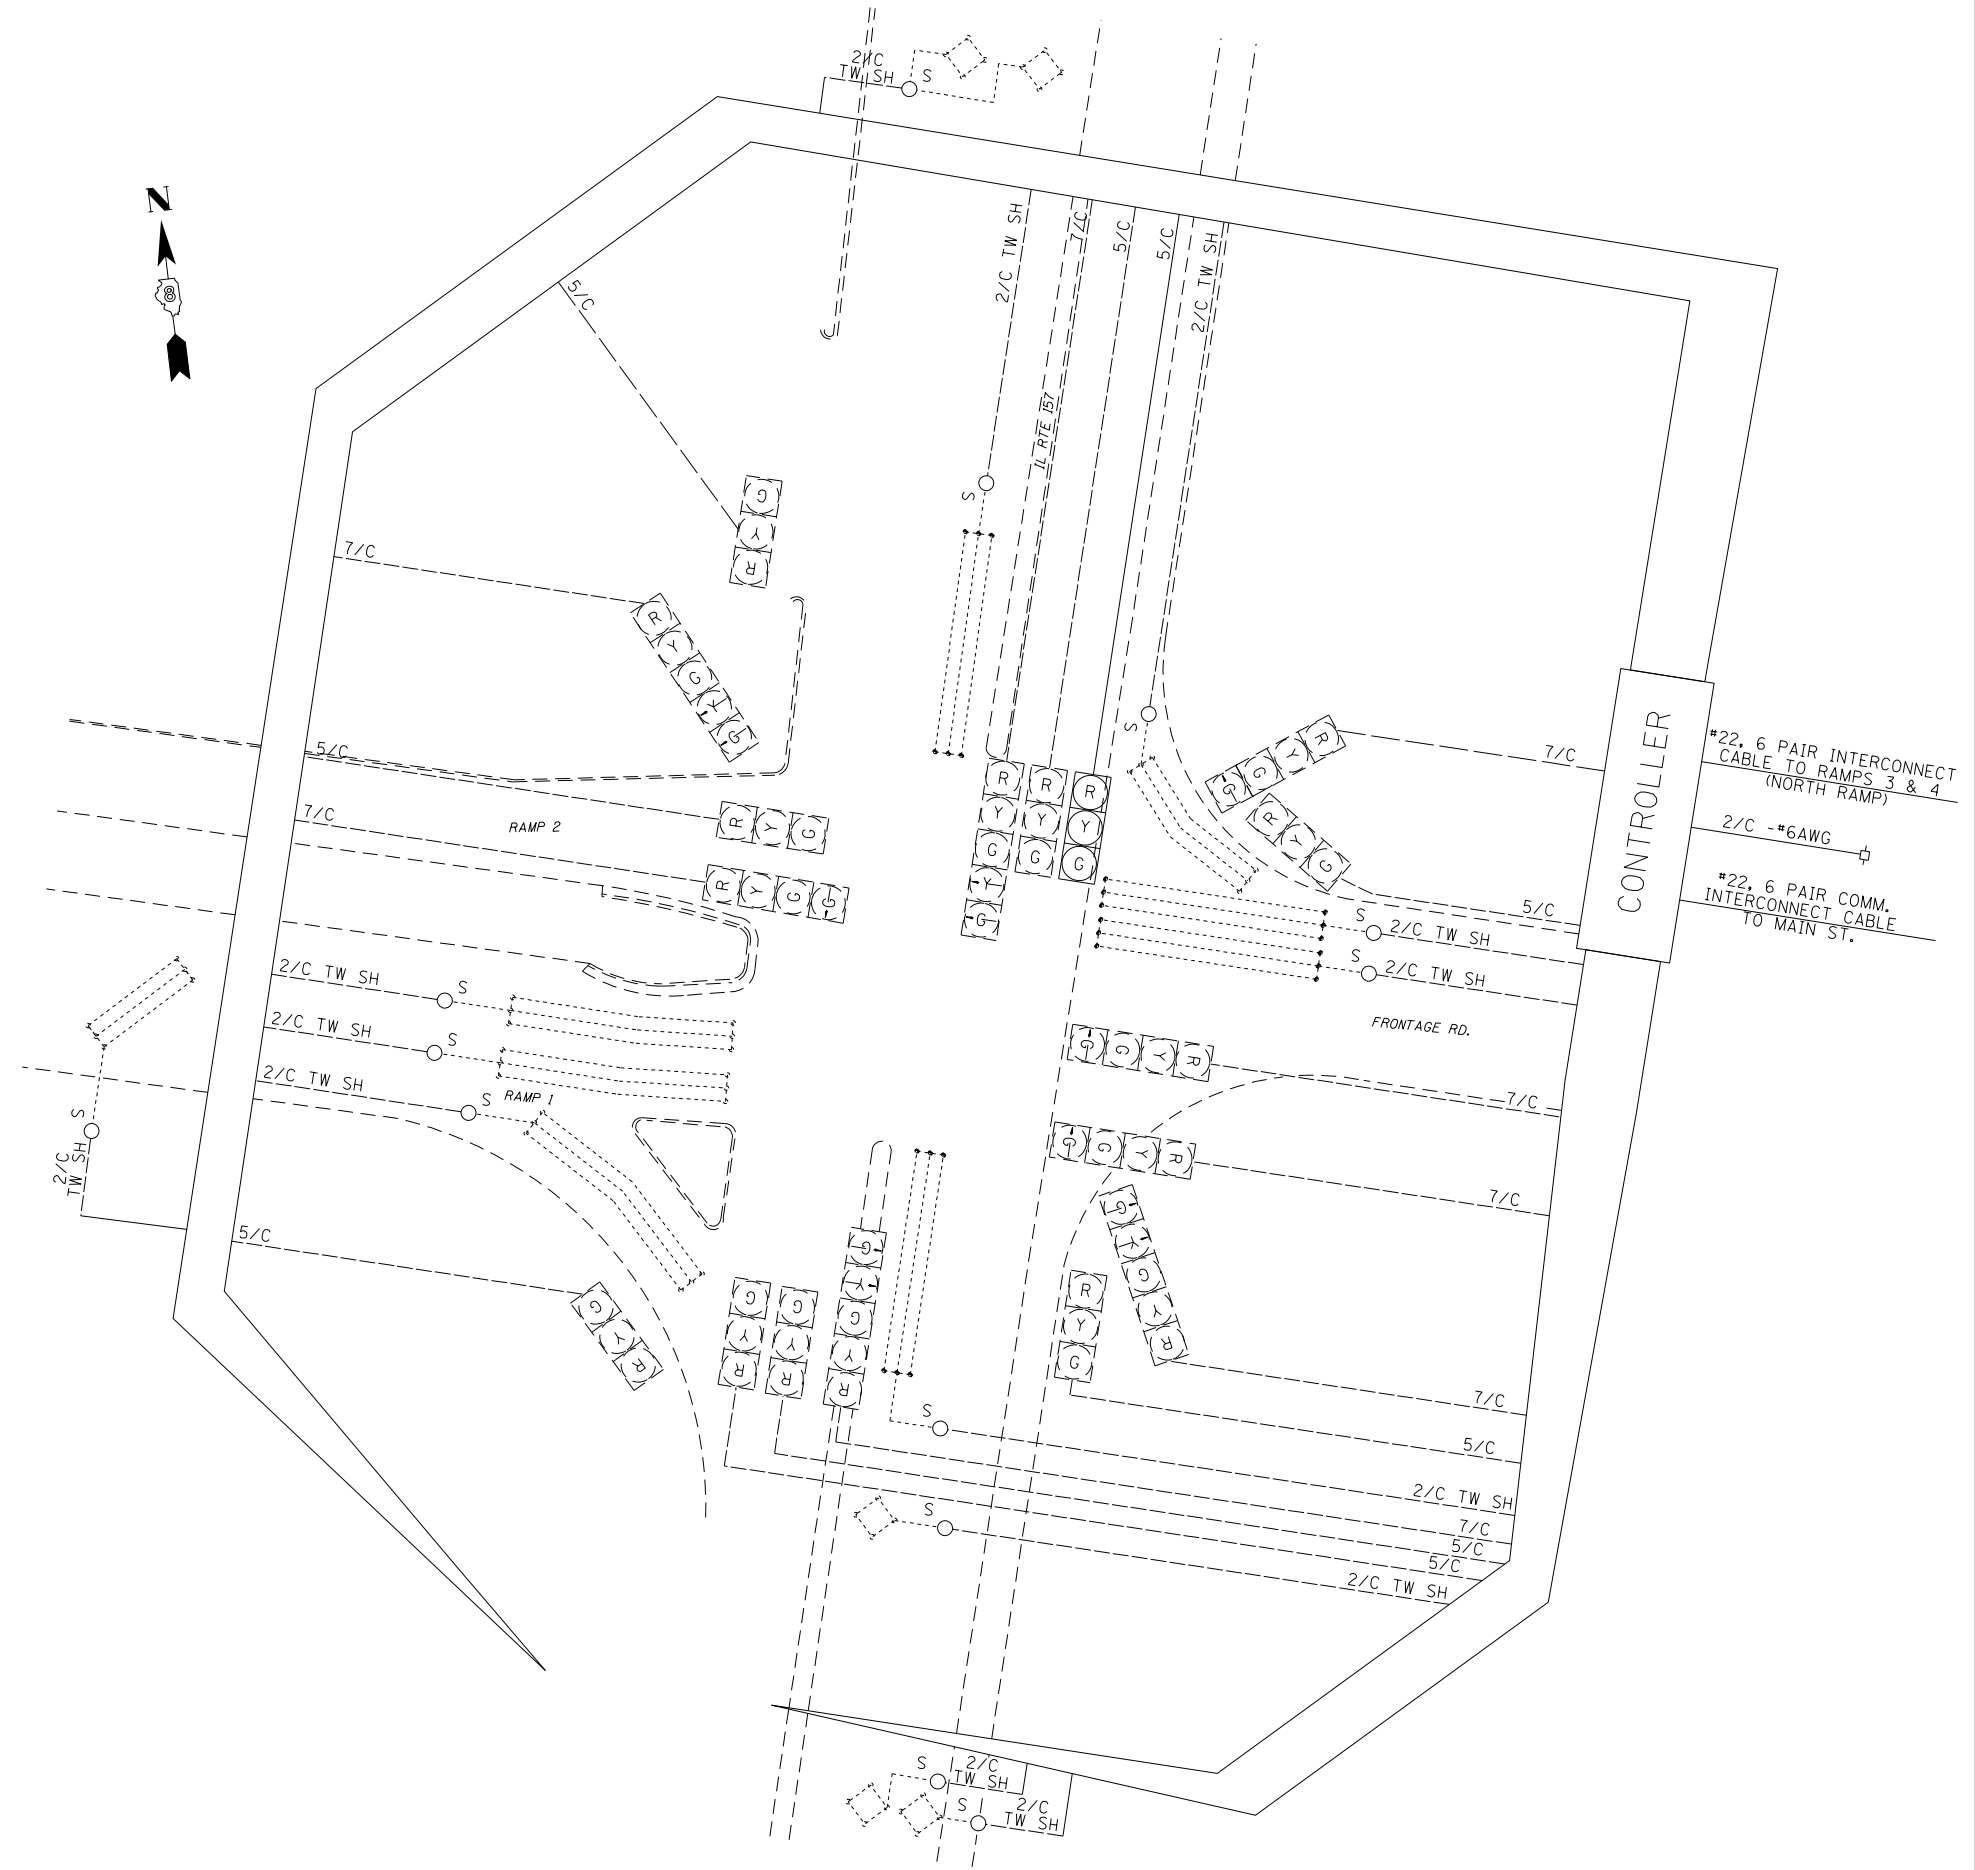 2/C
TW SH
S
N
8
5/C
2/C TW SH
7/C
5/C
5/C
2/C TW SH
IL RTE 157
S
G
Y
R
7/C
R
Y
G
Y
G
S
5/C
RAMP 2
7/C
R Y G
R Y G G
R
Y
G
Y
G
R
Y
G
R
Y
G
G G Y R
7/C
R Y G
5/C
CONTROLLER
#22, 6 PAIR INTERCONNECT
CABLE TO RAMPS 3 & 4
(NORTH RAMP)
2/C -#6AWG
#22, 6 PAIR COMM.
INTERCONNECT CABLE
TO MAIN ST.
S
2/C TW SH
S
2/C TW SH
FRONTAGE RD.
2/C TW SH
S
2/C TW SH
S
2/C TW SH
S
RAMP 1
S
2/C
TW SH
G G Y R
7/C
G G Y R
7/C
G
Y
G
Y
R
7/C
R
Y
G
5/C
5/C
G
Y
R
G
Y
R
G
Y
R
G
Y
G
Y
R
S
2/C TW SH
7/C
5/C
5/C
S
2/C TW SH
S
2/C
TW SH
S
2/C
TW SH